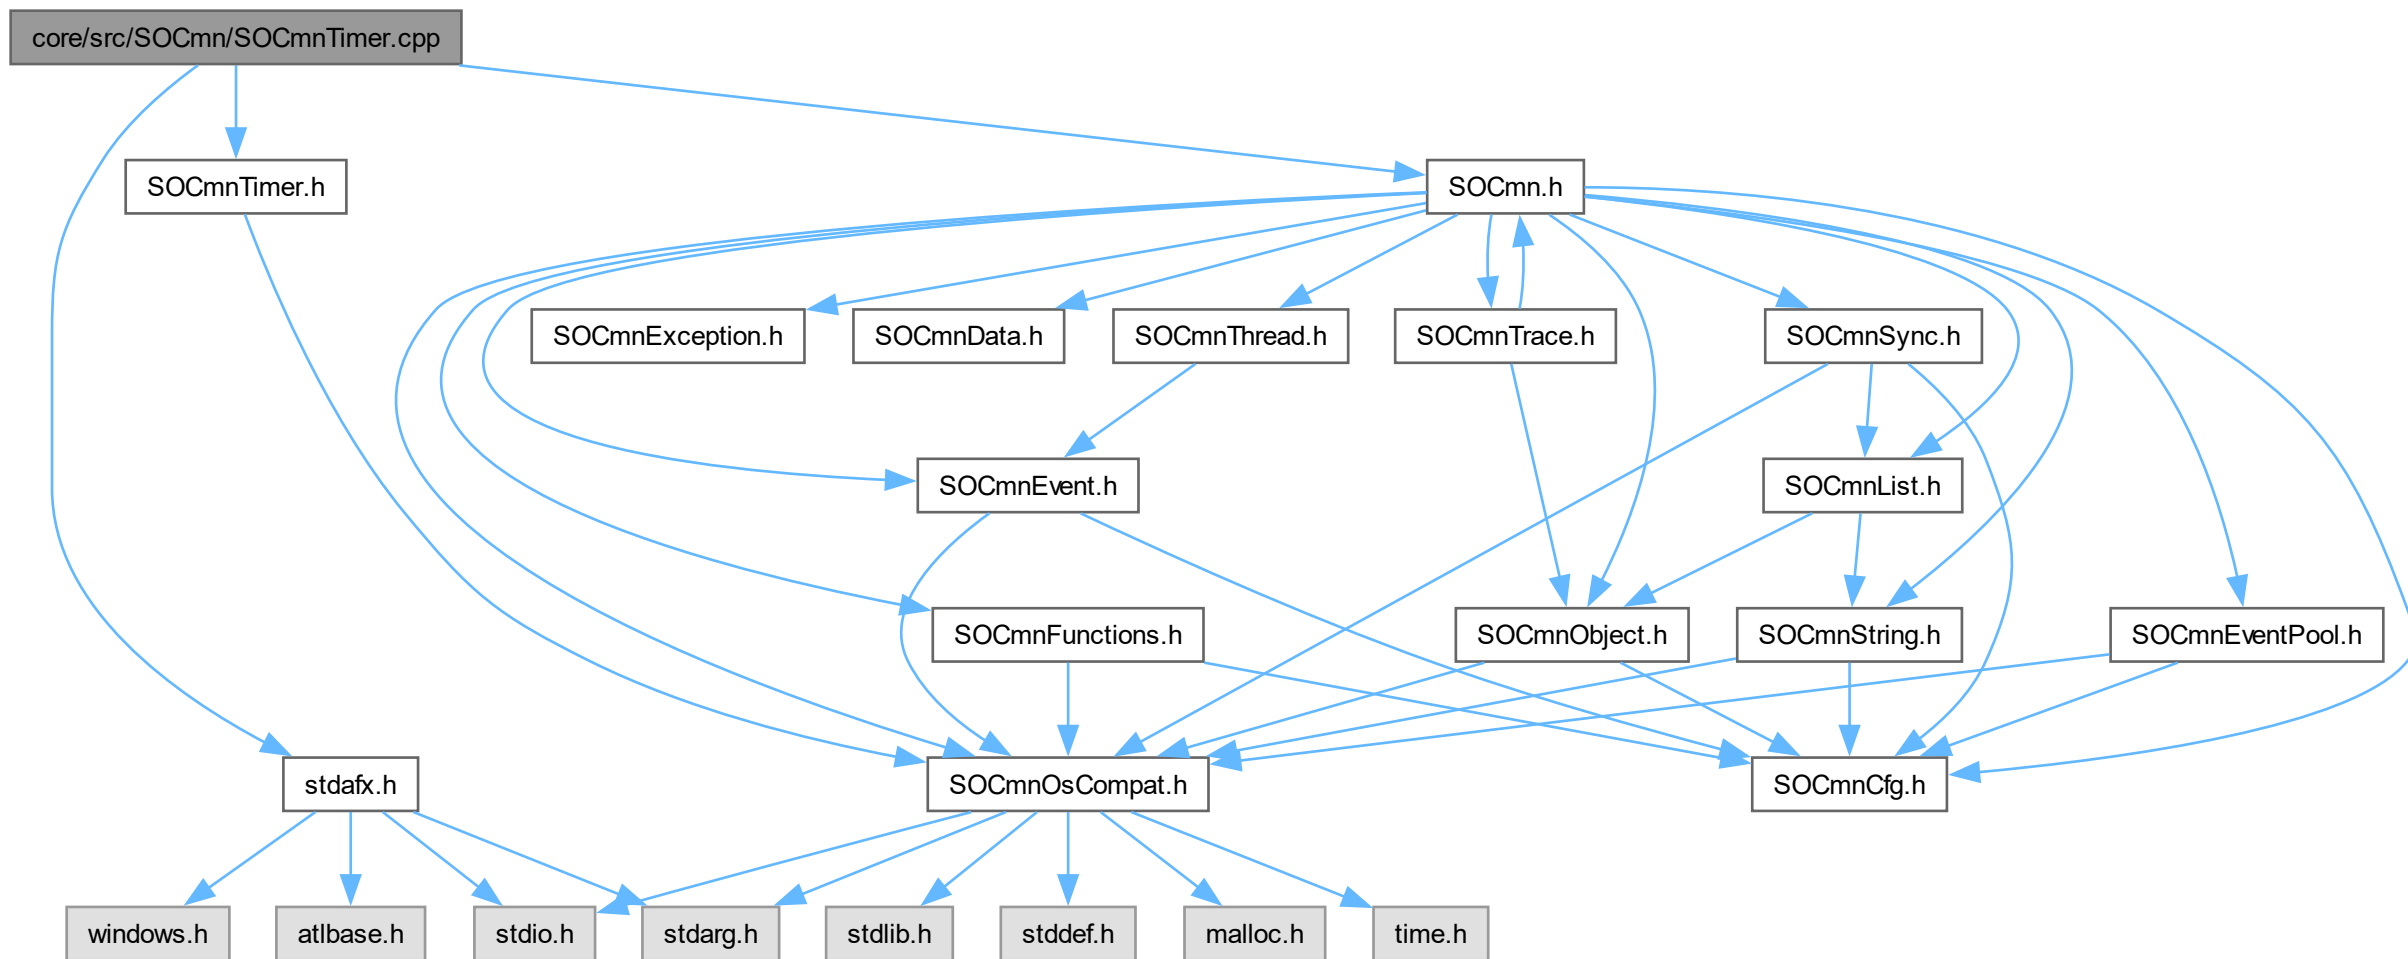 core/src/SOCmn/SOCmnTimer.cpp
SOCmnTimer.h
SOCmn.h
SOCmnException.h
SOCmnData.h
SOCmnThread.h
SOCmnTrace.h
SOCmnSync.h
SOCmnEvent.h
SOCmnList.h
SOCmnFunctions.h
SOCmnObject.h
SOCmnString.h
SOCmnEventPool.h
stdafx.h
SOCmnOsCompat.h
SOCmnCfg.h
windows.h
atlbase.h
stdio.h
stdarg.h
stdlib.h
stddef.h
malloc.h
time.h